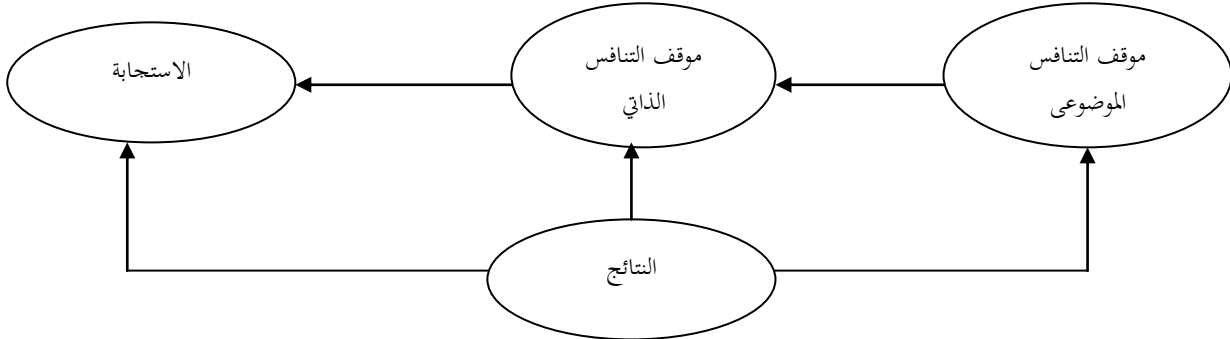 موقف التنافس
الموضوعى
موقف التنافس
الذاتي
الاستجابة
النتائج